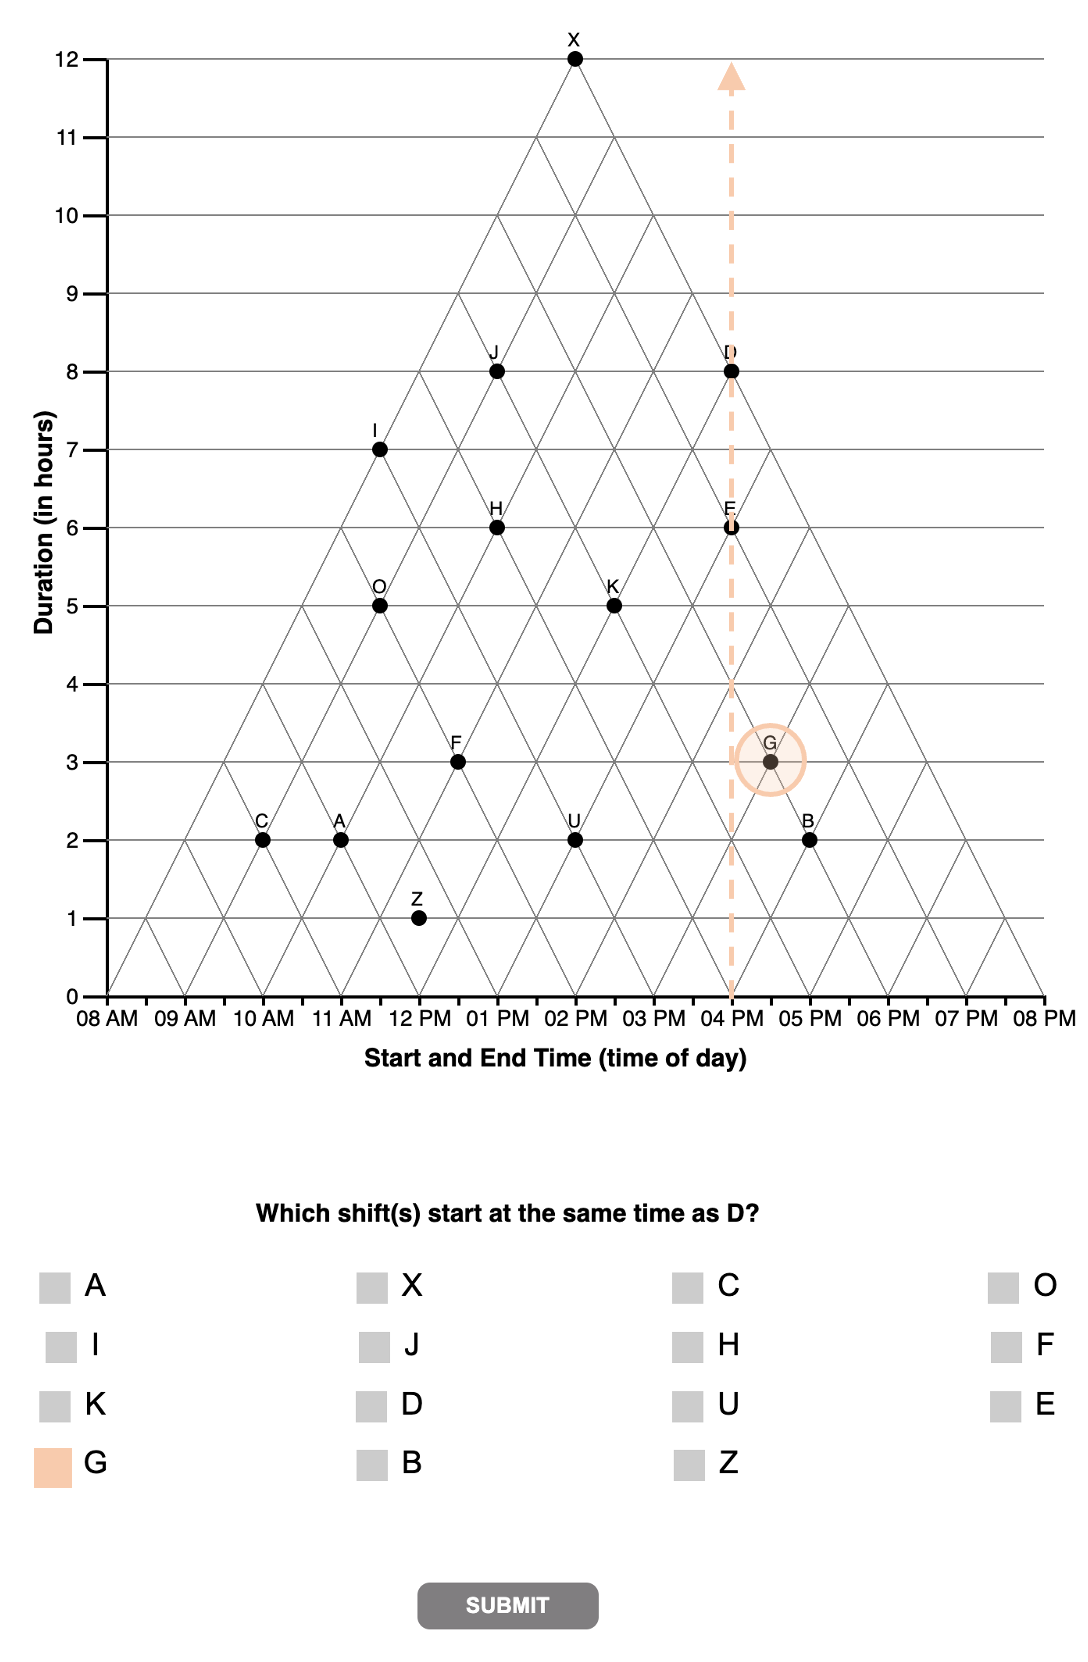 X
12
11
10
9
J
D
8
I
7
H
E
6
O
K
5
4
F
G
3
C
A
U
B
2
Z
1
0
08 AM 09 AM 10 AM 11 AM 12 PM 01 PM 02 PM 03 PM 04 PM 05 PM 06 PM 07 PM 08 PM
Start and End Time (time of day)
Duration (in hours)
Which shift(s) start at the same time as D?
A X C O
I J H F
K D U E
G B Z
SUBMIT